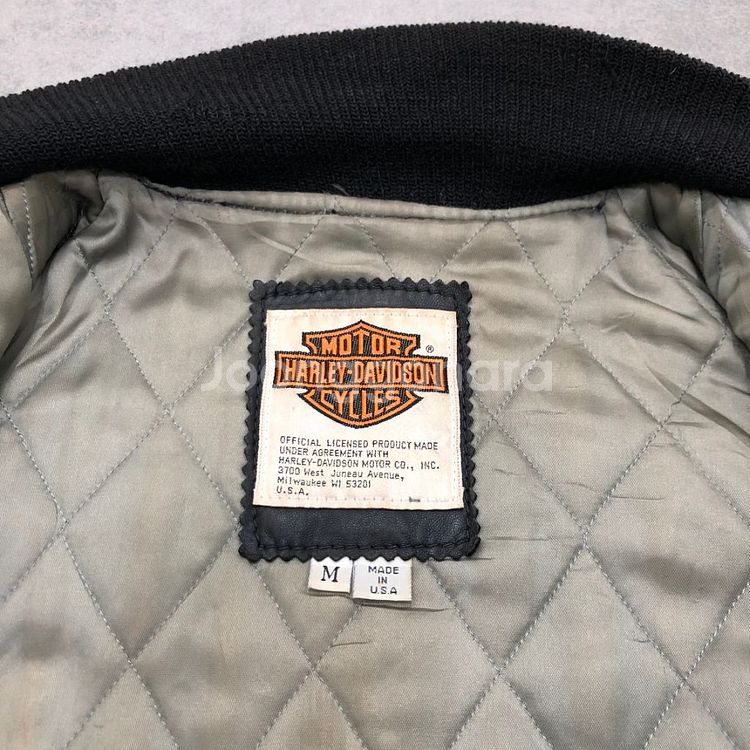 MOTOR
®
HARLEY-DAVIDSON
CYCLES
OFFICIAL LICENSED PRODUCT MADE
UNDER AGREEMENT WITH
HARLEY-DAVIDSON MOTOR CO., INC.
3700 West Juneau Avenue,
Milwaukee WI 53201
U.S.A.
M
MADE
IN
U.S.A